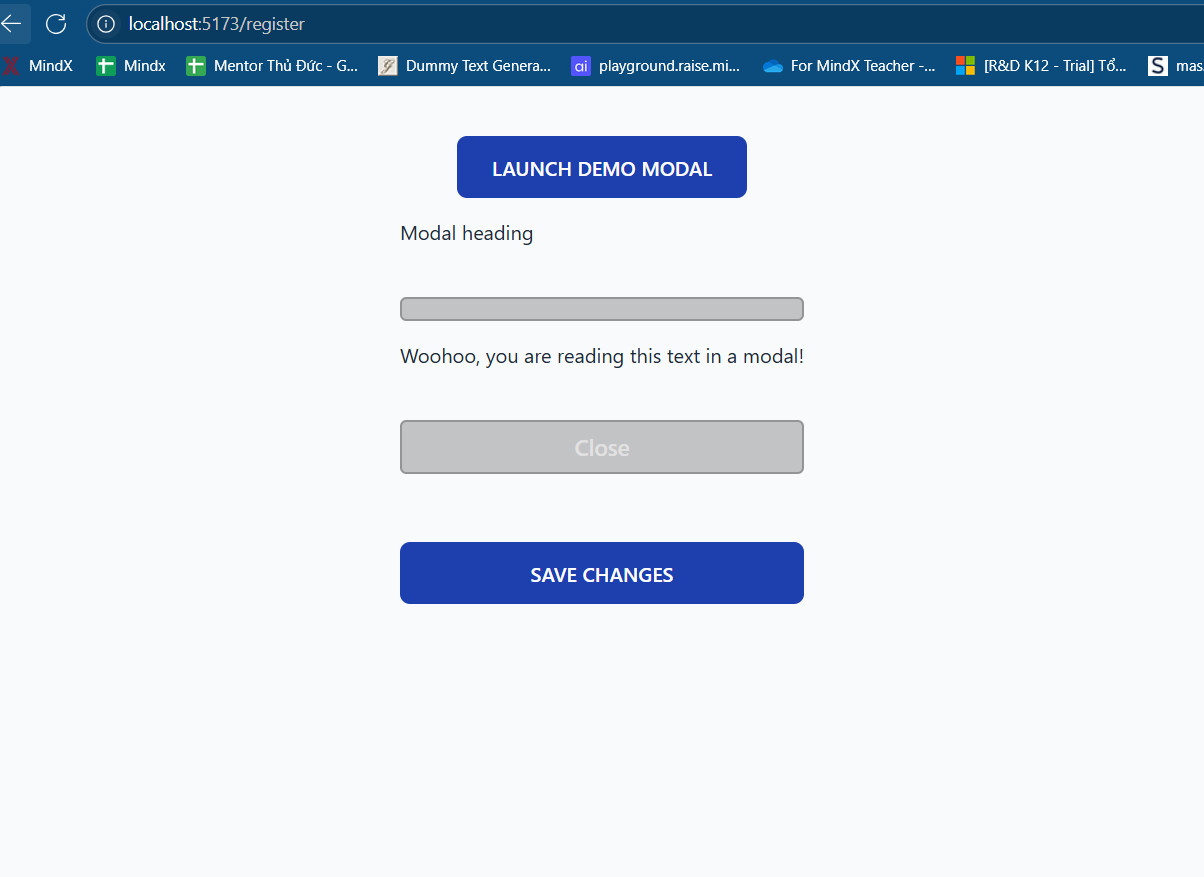 localhost:5173/register
MindX Mindx Mentor Thủ Đức - G... Dummy Text Genera... ai playground.raise.mi... For MindX Teacher -... [R&D K12 - Trial] Tổ... S mas
LAUNCH DEMO MODAL
Modal heading
Woohoo, you are reading this text in a modal!
Close
SAVE CHANGES